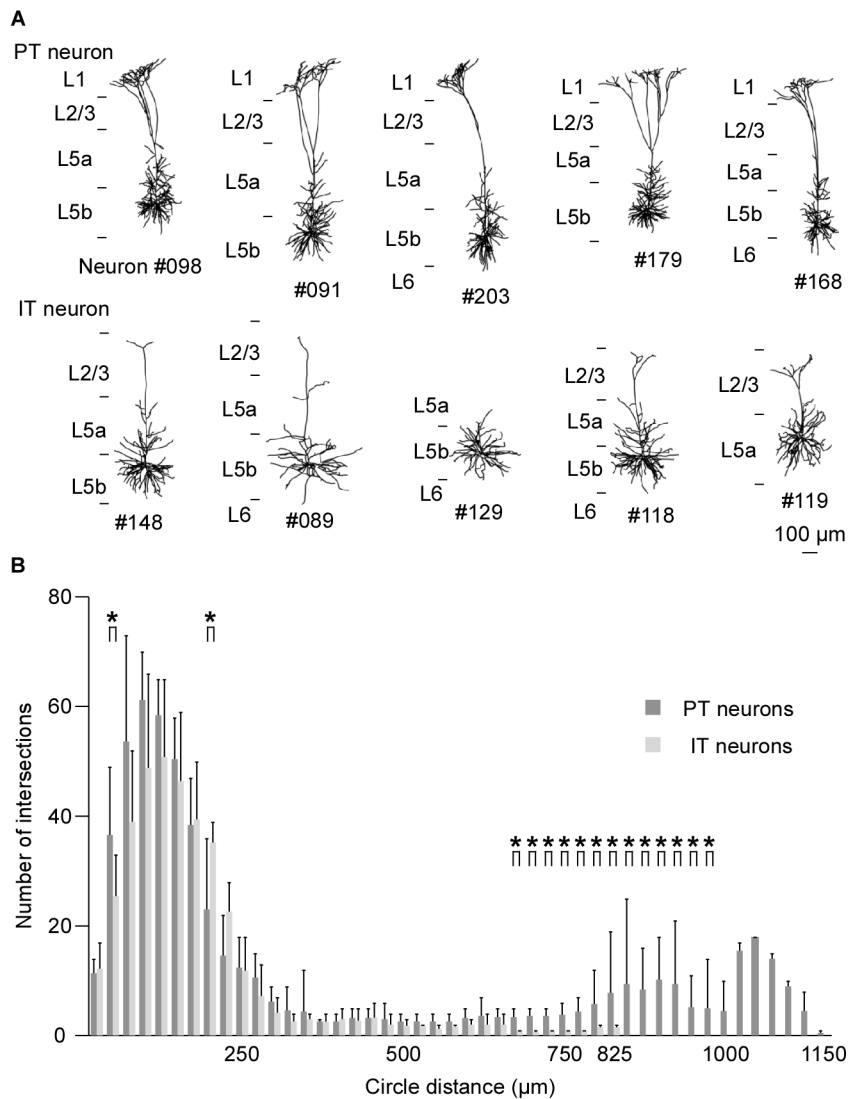 A
PT neuron
L1
L2/3
L5a
L5b
Neuron #098
L1
L2/3
L5a
L5b
#091
L1
L2/3
L5a
L5b
L6
#203
L1
L2/3
L5a
L5b
#179
L1
L2/3
L5a
L5b
L6
#168
IT neuron
L2/3
L5a
L5b
#148
L2/3
L5a
L5b
L6
#089
L5a
L5b
L6
#129
L2/3
L5a
L5b
L6
#118
L2/3
L5a
#119
100 µm
B
80
60
40
20
0
Number of intersections
* *
* * * * * * * * * * * * *
PT neurons
IT neurons
250 500 750 825 1000 1150
Circle distance (µm)